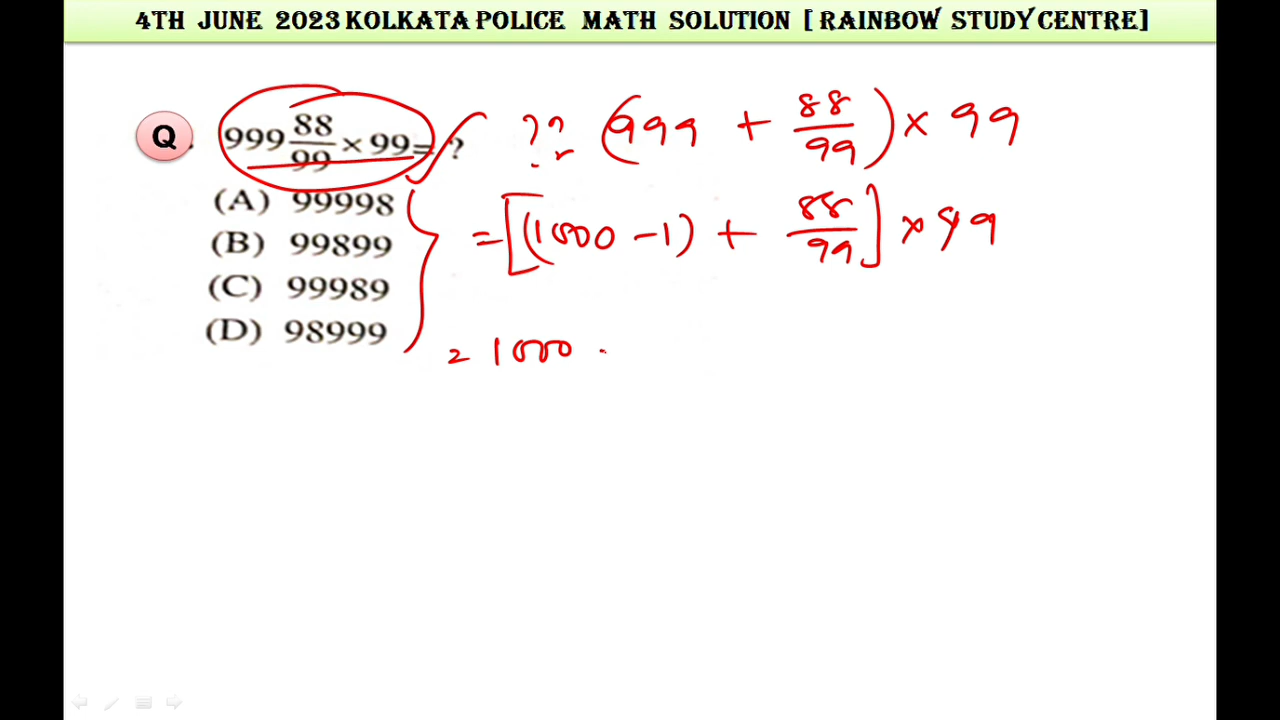 4TH JUNE 2023 KOLKATA POLICE MATH SOLUTION [ RAINBOW STUDY CENTRE]
Q. 999 88/99 × 99 = ?
?? (999 + 88/99) × 99
(A) 99998
= [(1000 - 1) + 88/99] × 99
(B) 99899
(C) 99989
(D) 98999
= 1000 -